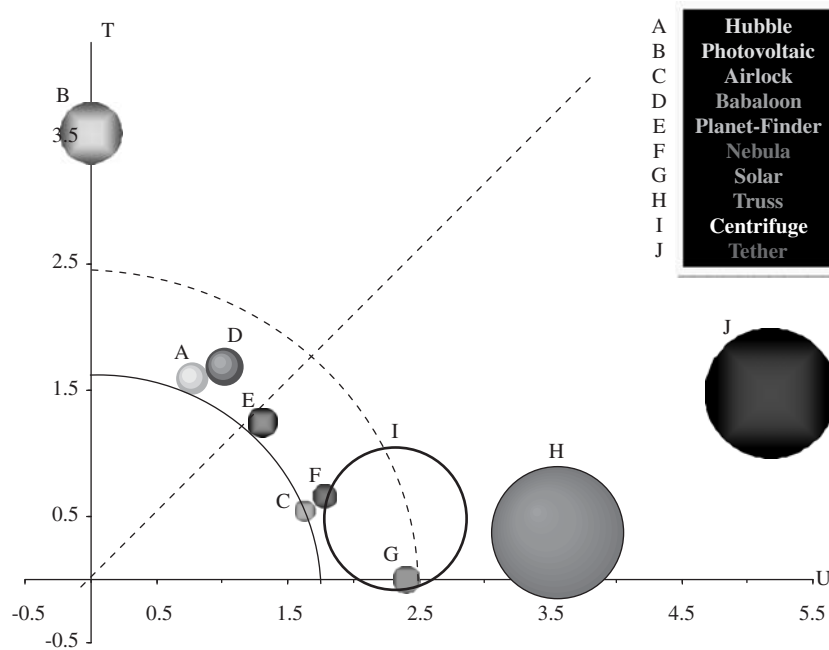 T
A Hubble
B Photovoltaic
C Airlock
D Babaloon
E Planet-Finder
F Nebula
G Solar
H Truss
I Centrifuge
J Tether
B
3.5
2.5
J
D
A
1.5
E
I
H
F
C
0.5
G
U
-0.5 0.5 1.5 2.5 3.5 4.5 5.5
-0.5